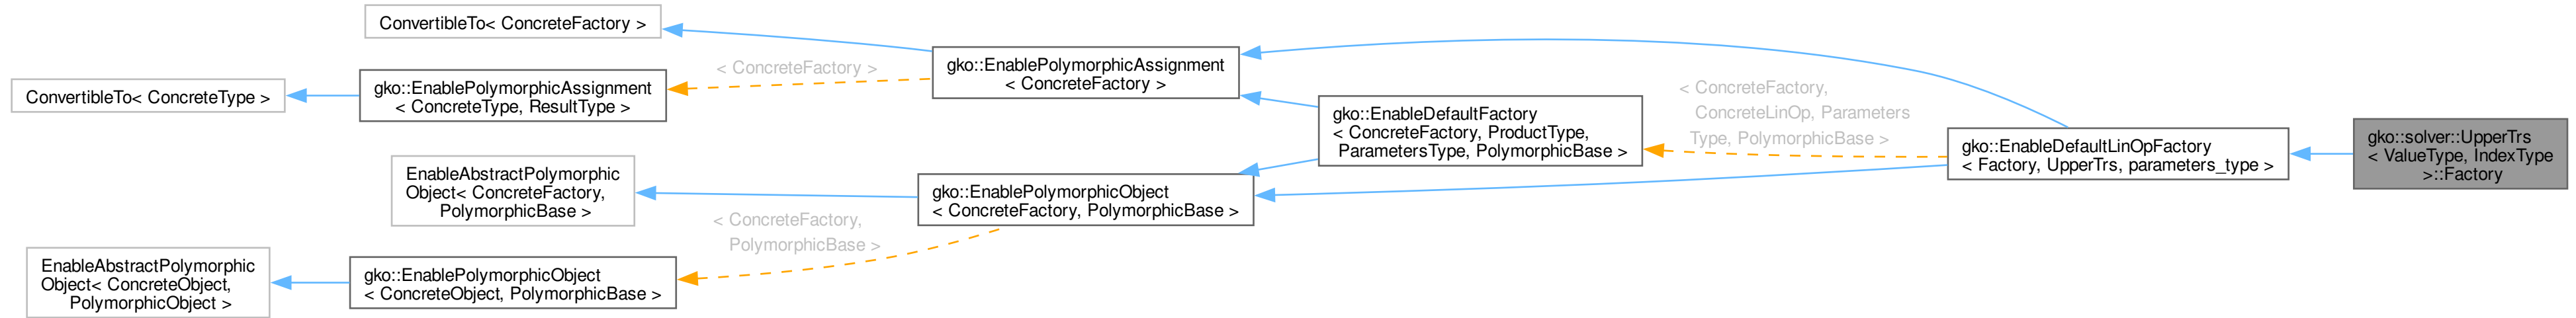 ConvertibleTo< ConcreteFactory >
ConvertibleTo< ConcreteType >
gko::EnablePolymorphicAssignment
< ConcreteType, ResultType >
< ConcreteFactory >
gko::EnablePolymorphicAssignment
< ConcreteFactory >
EnableAbstractPolymorphic
Object< ConcreteFactory,
PolymorphicBase >
EnableAbstractPolymorphic
Object< ConcreteObject,
PolymorphicObject >
gko::EnablePolymorphicObject
< ConcreteObject, PolymorphicBase >
< ConcreteFactory,
PolymorphicBase >
gko::EnablePolymorphicObject
< ConcreteFactory, PolymorphicBase >
gko::EnableDefaultFactory
< ConcreteFactory, ProductType,
ParametersType, PolymorphicBase >
< ConcreteFactory,
ConcreteLinOp, Parameters
Type, PolymorphicBase >
gko::EnableDefaultLinOpFactory
< Factory, UpperTrs, parameters_type >
gko::solver::UpperTrs
< ValueType, IndexType
>::Factory